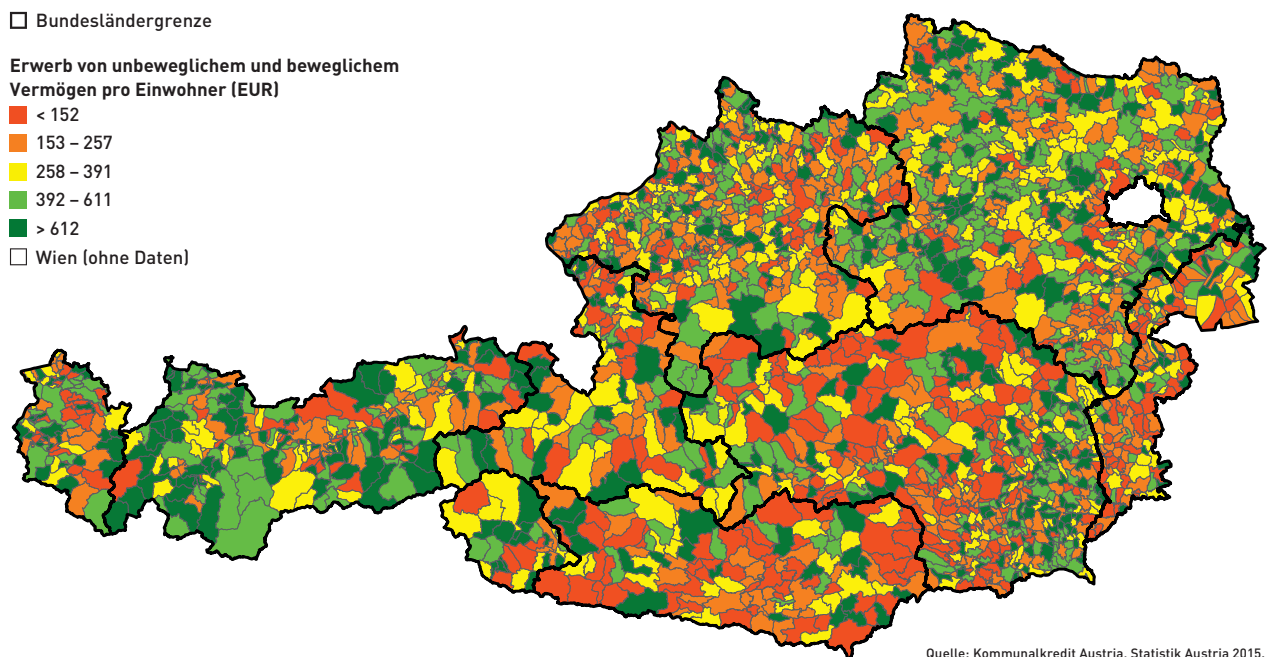 Bundesländergrenze
Erwerb von unbeweglichem und beweglichem
Vermögen pro Einwohner (EUR)
< 152
153 – 257
258 – 391
392 – 611
> 612
Wien (ohne Daten)
Quelle: Kommunalkredit Austria, Statistik Austria 2015.